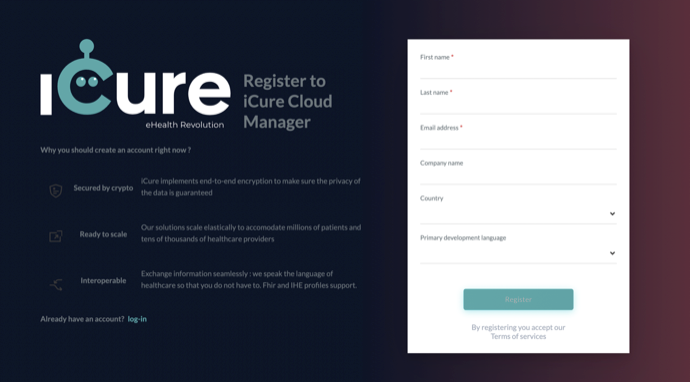 iCure
eHealth Revolution
Register to
iCure Cloud
Manager
Why you should create an account right now ?
Secured by crypto
iCure implements end-to-end encryption to make sure the privacy of
the data is guaranteed
Ready to scale
Our solutions scale elastically to accomodate millions of patients and
tens of thousands of healthcare providers
Interoperable
Exchange information seamlessly : we speak the language of
healthcare so that you do not have to. Fhir and IHE profiles support.
Already have an account? log-in
First name *
Last name *
Email address *
Company name
Country
Primary development language
Register
By registering you accept our
Terms of services